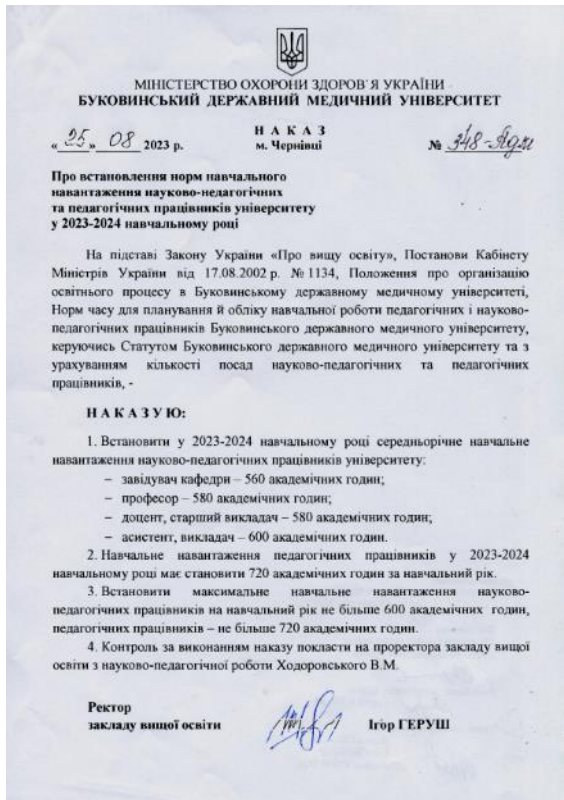 МІНІСТЕРСТВО ОХОРОНИ ЗДОРОВ`Я УКРАЇНИ
БУКОВИНСЬКИЙ ДЕРЖАВНИЙ МЕДИЧНИЙ УНІВЕРСИТЕТ
Н А К А З
«25» 08 2023 р. м. Чернівці № 348-Адм
Про встановлення норм навчального
навантаження науково-педагогічних
та педагогічних працівників університету
у 2023-2024 навчальному році
На підставі Закону України «Про вищу освіту», Постанови Кабінету
Міністрів України від 17.08.2002 р. № 1134, Положення про організацію
освітнього процесу в Буковинському державному медичному університеті,
Норм часу для планування й обліку навчальної роботи педагогічних і науково-
педагогічних працівників Буковинського державного медичного університету,
керуючись Статутом Буковинського державного медичного університету та з
урахуванням кількості посад науково-педагогічних та педагогічних
працівників, -
Н А К А З У Ю:
1. Встановити у 2023-2024 навчальному році середньорічне навчальне
навантаження науково-педагогічних працівників університету:
– завідувач кафедри – 560 академічних годин;
– професор – 580 академічних годин;
– доцент, старший викладач – 580 академічних годин;
– асистент, викладач – 600 академічних годин.
2. Навчальне навантаження педагогічних працівників у 2023-2024
навчальному році має становити 720 академічних годин за навчальний рік.
3. Встановити максимальне навчальне навантаження науково-
педагогічних працівників на навчальний рік не більше 600 академічних годин,
педагогічних працівників – не більше 720 академічних годин.
4. Контроль за виконанням наказу покласти на проректора закладу вищої
освіти з науково-педагогічної роботи Ходоровського В.М.
Ректор
закладу вищої освіти Ігор ГЕРУШ